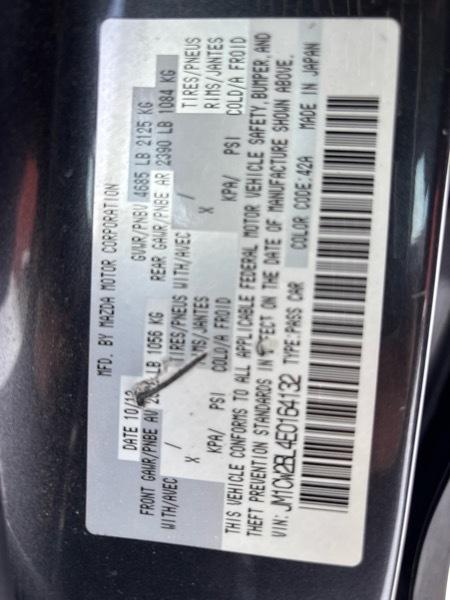 MFD. BY MAZDA MOTOR CORPORATION
DATE 10/12 GVWR/PNBV 4685 LB 2125 KG
FRONT GAWR/PNBE AV LB 1056 KG REAR GAWR/PNBE AR 2390 LB 1084 KG
WITH/AVEC TIRES/PNEUS WITH/AVEC TIRES/PNEUS
/ X RIMS/JANTES / X RIMS/JANTES
KPA/ PSI COLD/A FROID KPA/ PSI COLD/A FROID
THIS VEHICLE CONFORMS TO ALL APPLICABLE FEDERAL MOTOR VEHICLE SAFETY, BUMPER, AND
THEFT PREVENTION STANDARDS IN EFFECT ON THE DATE OF MANUFACTURE SHOWN ABOVE.
VIN: JM1CW2BL4E0164132 TYPE:PASS CAR COLOR CODE:42A MADE IN JAPAN